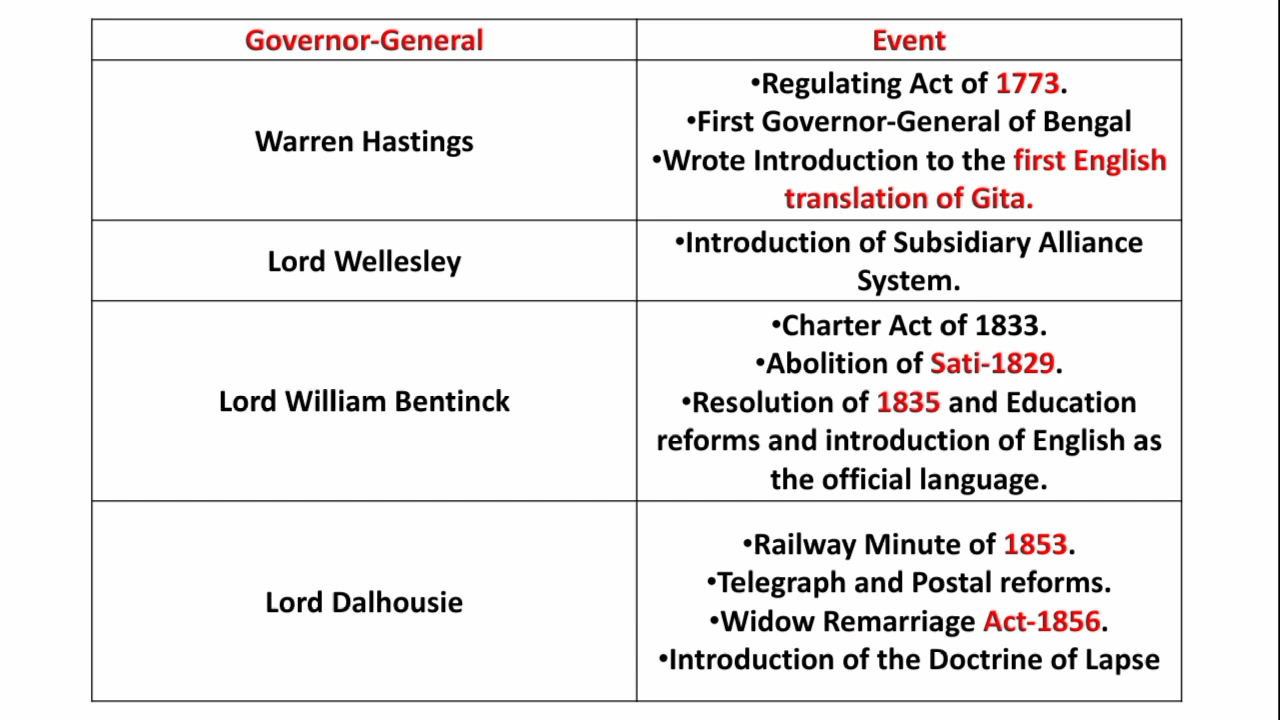 Governor-General Event
Warren Hastings
•Regulating Act of 1773.
•First Governor-General of Bengal
•Wrote Introduction to the first English
translation of Gita.
Lord Wellesley
•Introduction of Subsidiary Alliance
System.
Lord William Bentinck
•Charter Act of 1833.
•Abolition of Sati-1829.
•Resolution of 1835 and Education
reforms and introduction of English as
the official language.
Lord Dalhousie
•Railway Minute of 1853.
•Telegraph and Postal reforms.
•Widow Remarriage Act-1856.
•Introduction of the Doctrine of Lapse